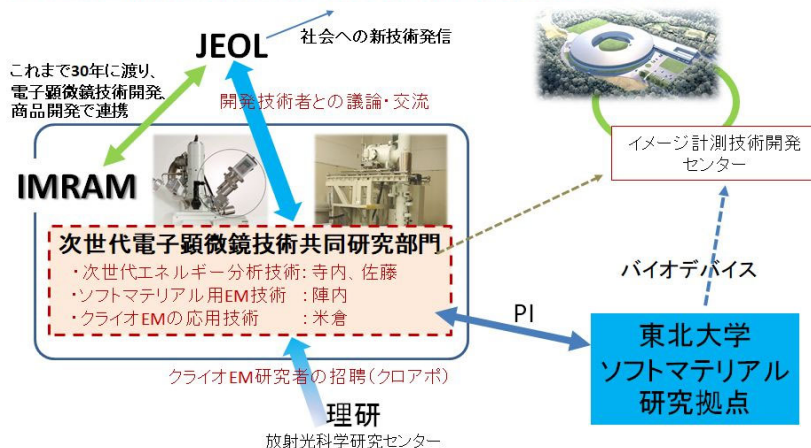 JEOL
社会への新技術発信
これまで30年に渡り、
電子顕微鏡技術開発、
商品開発で連携
開発技術者との議論・交流
イメージ計測技術開発
センター
IMRAM
次世代電子顕微鏡技術共同研究部門
・次世代エネルギー分析技術：寺内、佐藤
・ソフトマテリアル用EM技術 ：陣内
・クライオEMの応用技術 ：米倉
バイオデバイス
PI
東北大学
ソフトマテリアル
研究拠点
クライオEM研究者の招聘（クロアポ）
理研
放射光科学研究センター